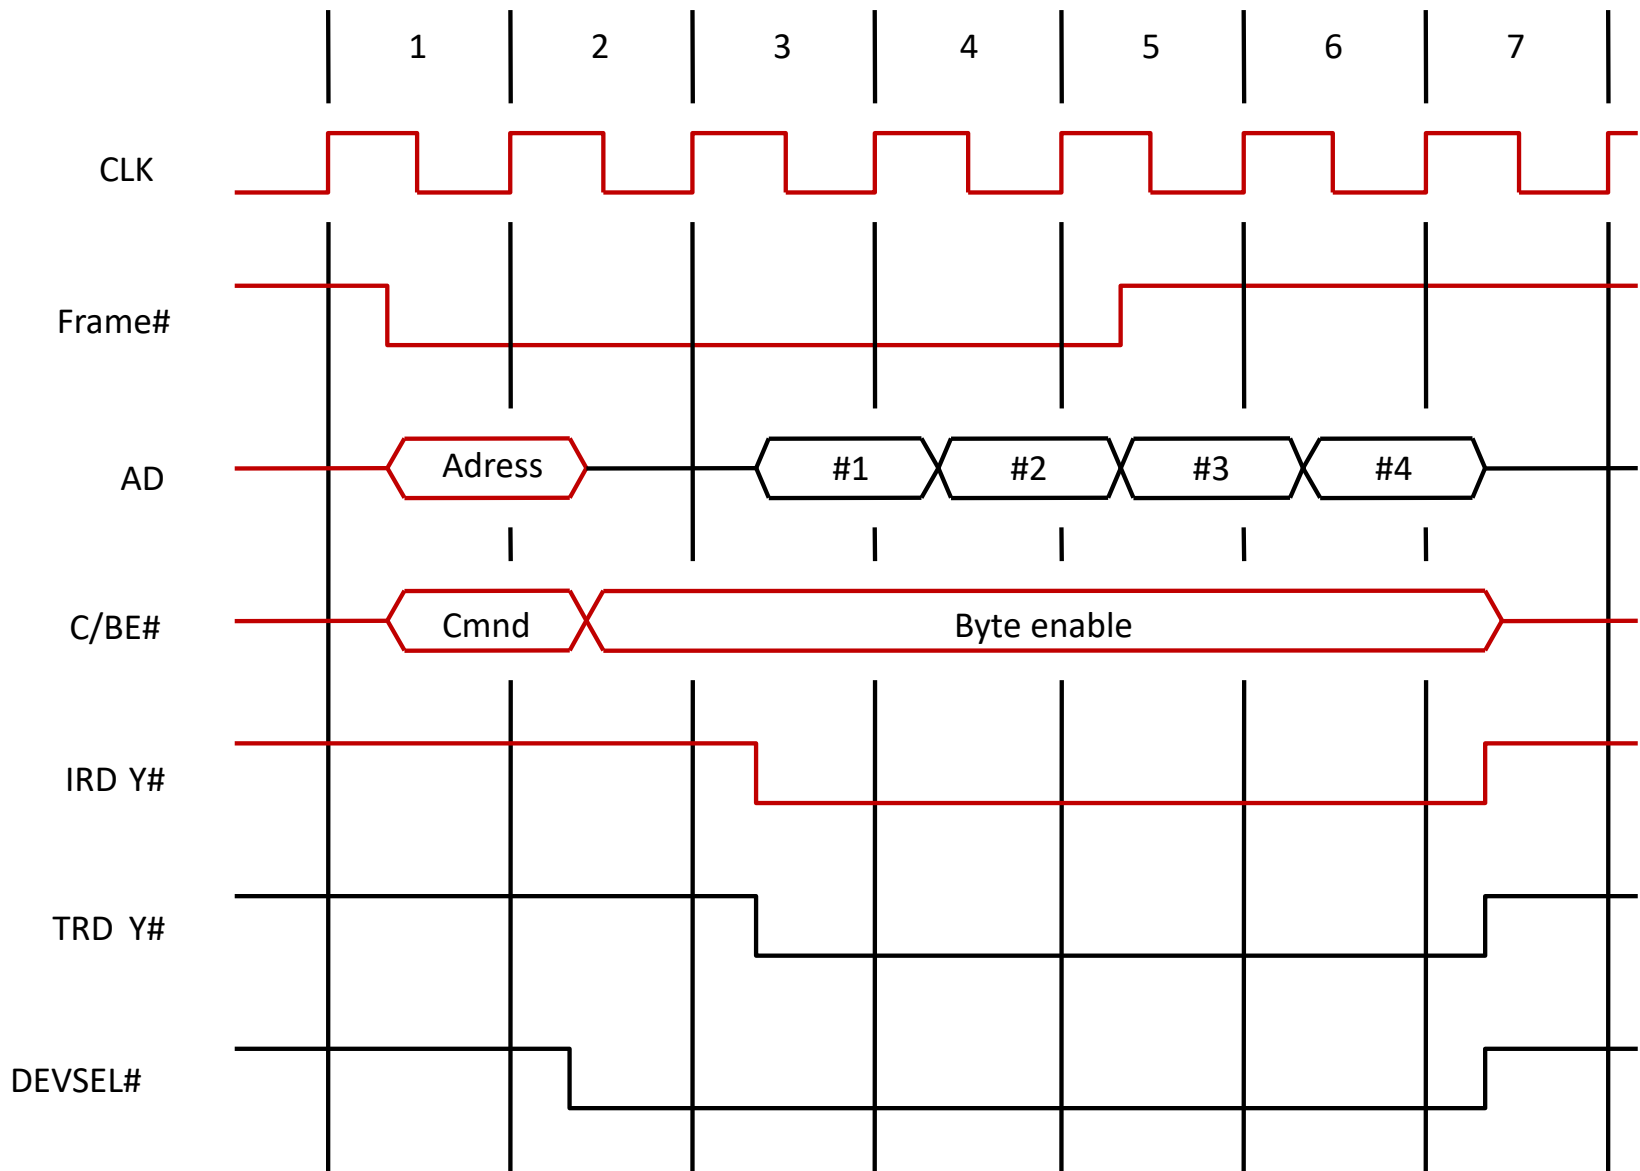 1 2 3 4 5 6 7
CLK
Frame#
AD Adress #1 #2 #3 #4
C/BE# Cmnd Byte enable
IRD Y#
TRD Y#
DEVSEL#